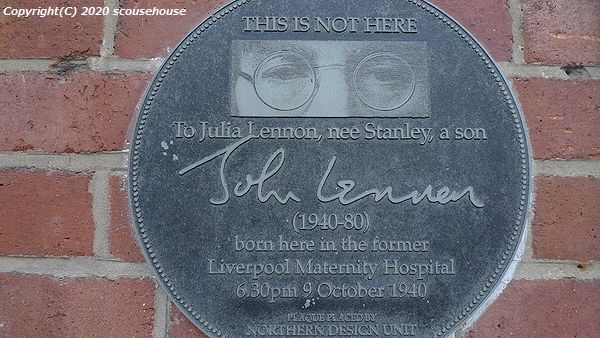 Copyright(C) 2020 scousehouse
THIS IS NOT HERE
To Julia Lennon, nee Stanley, a son
John Lennon
(1940-80)
born here in the former
Liverpool Maternity Hospital
6.30pm 9 October 1940
PLAQUE PLACED BY
NORTHERN DESIGN UNIT